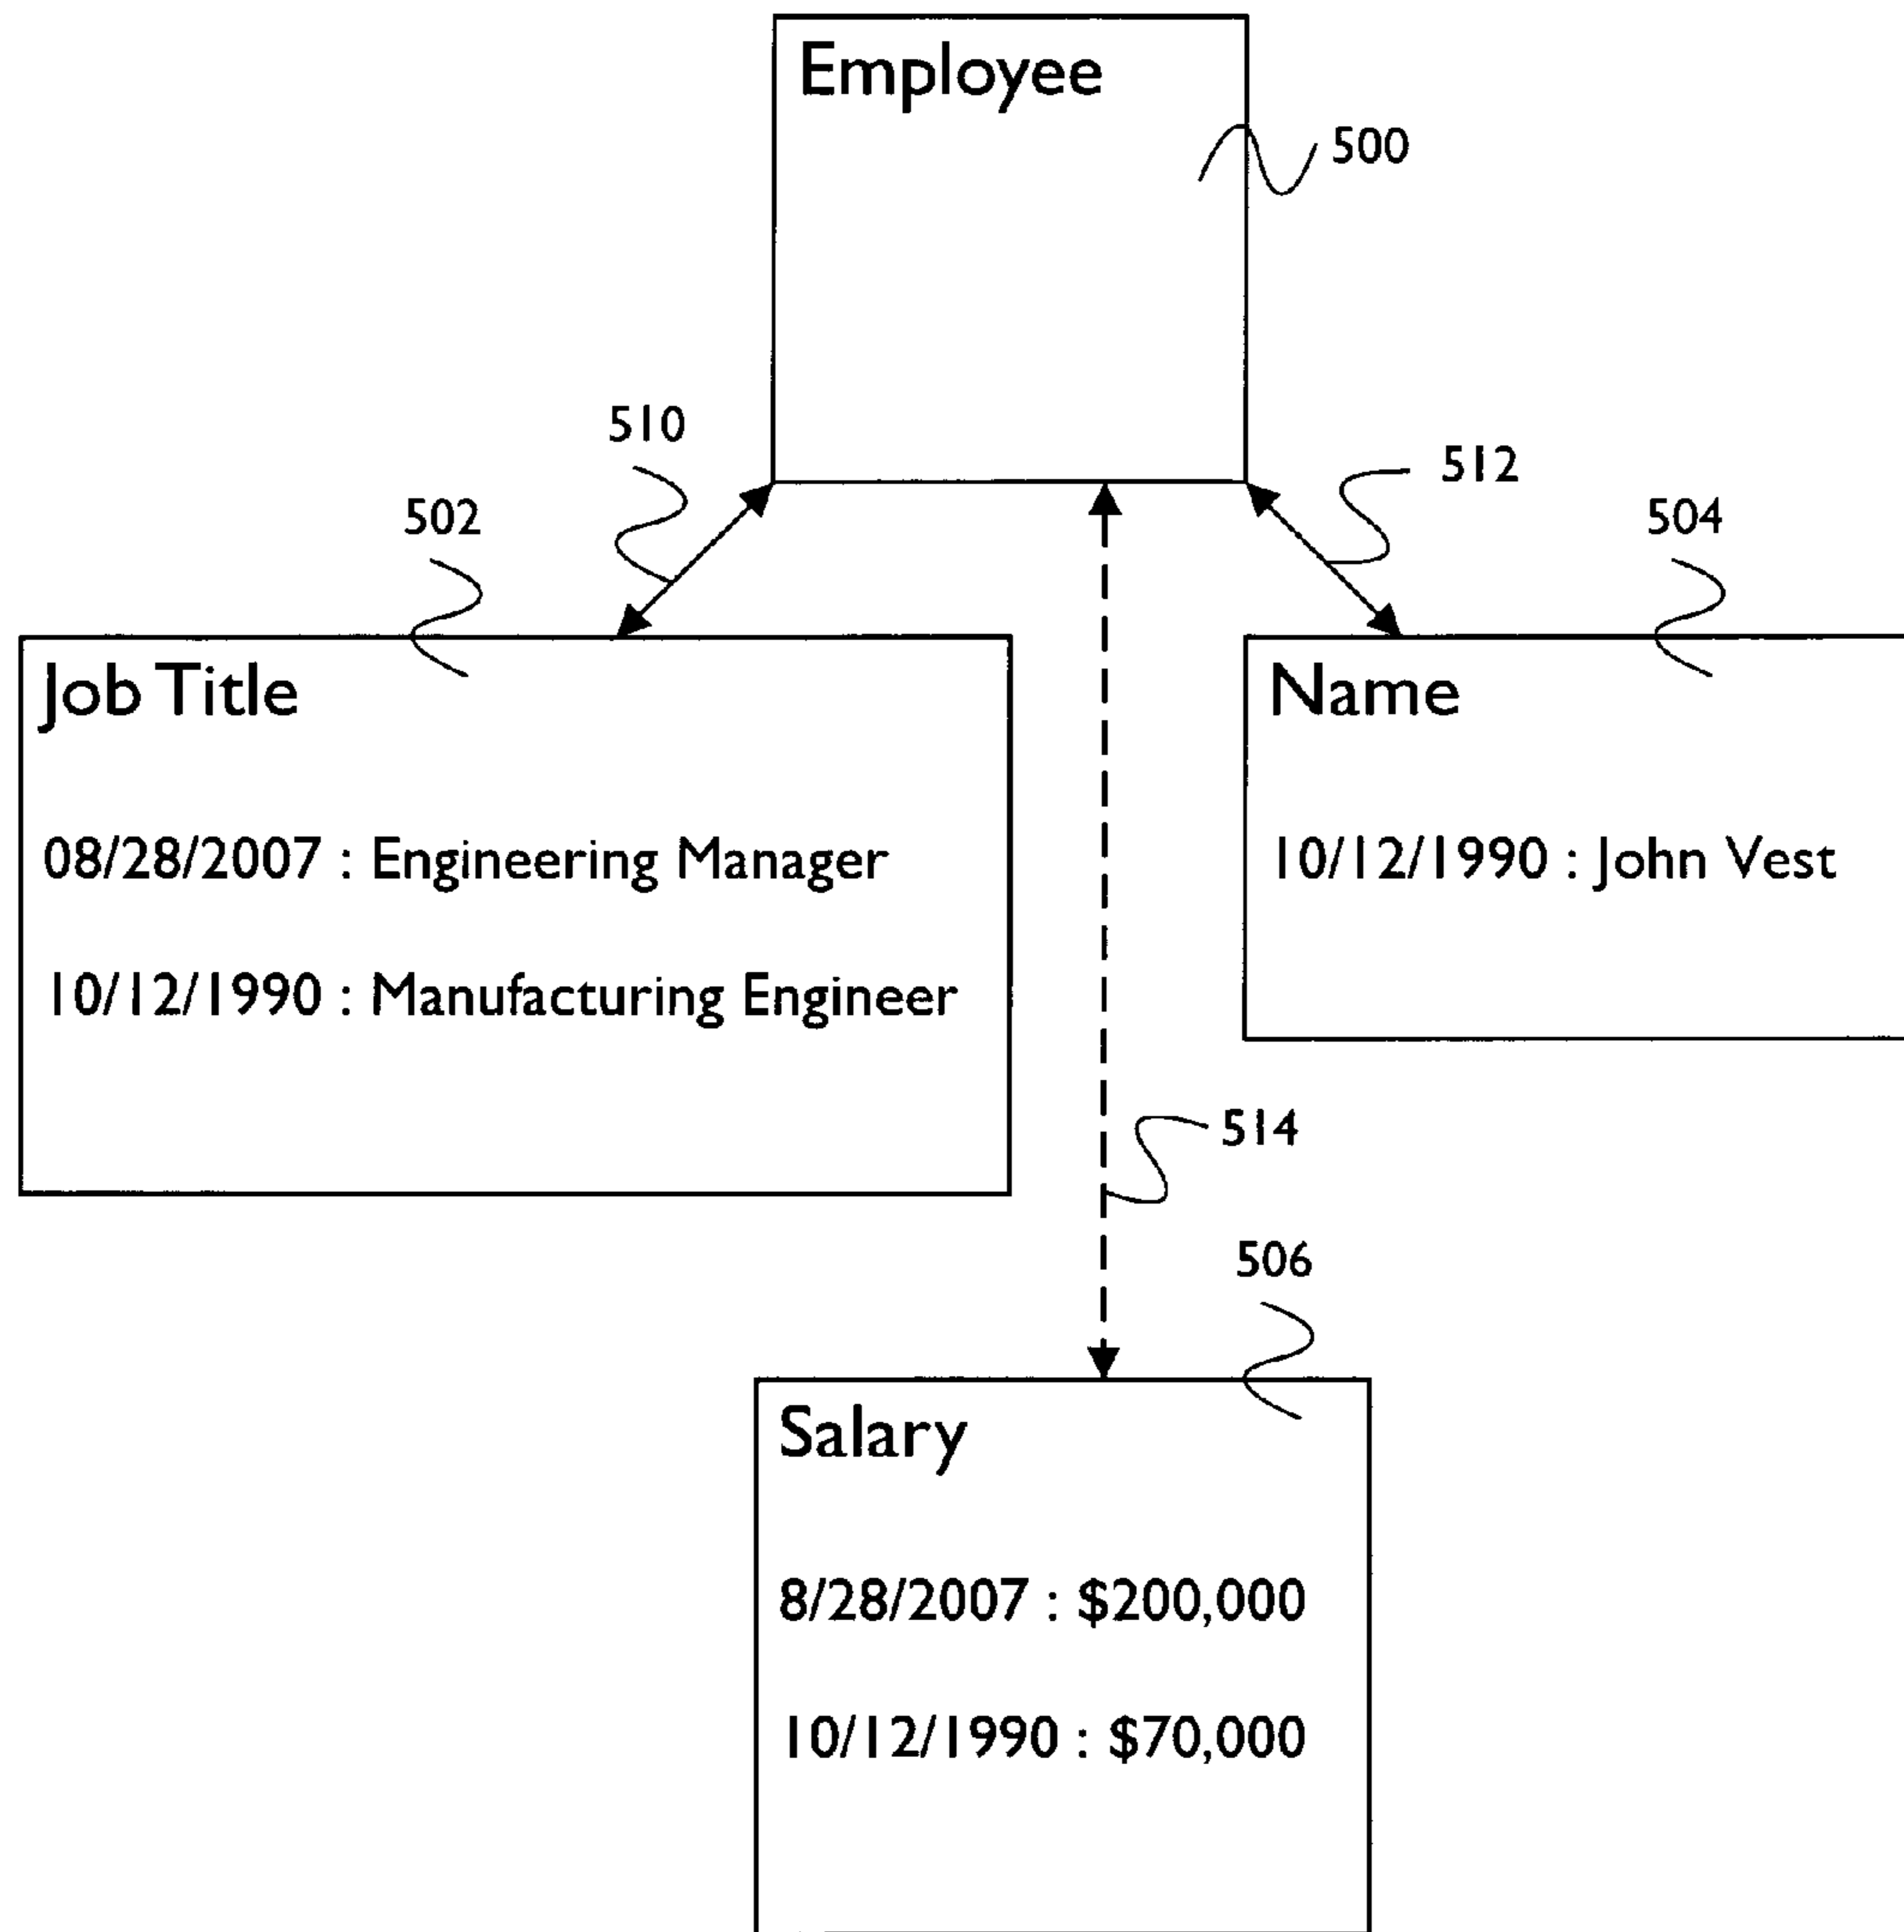 Employee
500
510
512
502
504
Job Title
08/28/2007 : Engineering Manager
10/12/1990 : Manufacturing Engineer
Name
10/12/1990 : John Vest
514
506
Salary
8/28/2007 : $200,000
10/12/1990 : $70,000